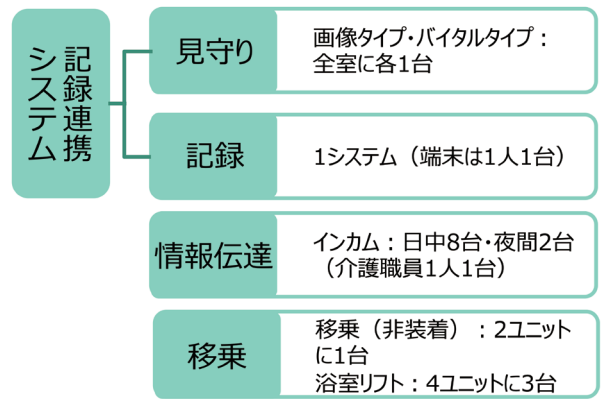 記録連携
システム
見守り
画像タイプ・バイタルタイプ：
全室に各1台
記録
1システム（端末は1人1台）
情報伝達
インカム：日中8台・夜間2台
（介護職員1人1台）
移乗
移乗（非装着）：2ユニット
に1台
浴室リフト：4ユニットに3台